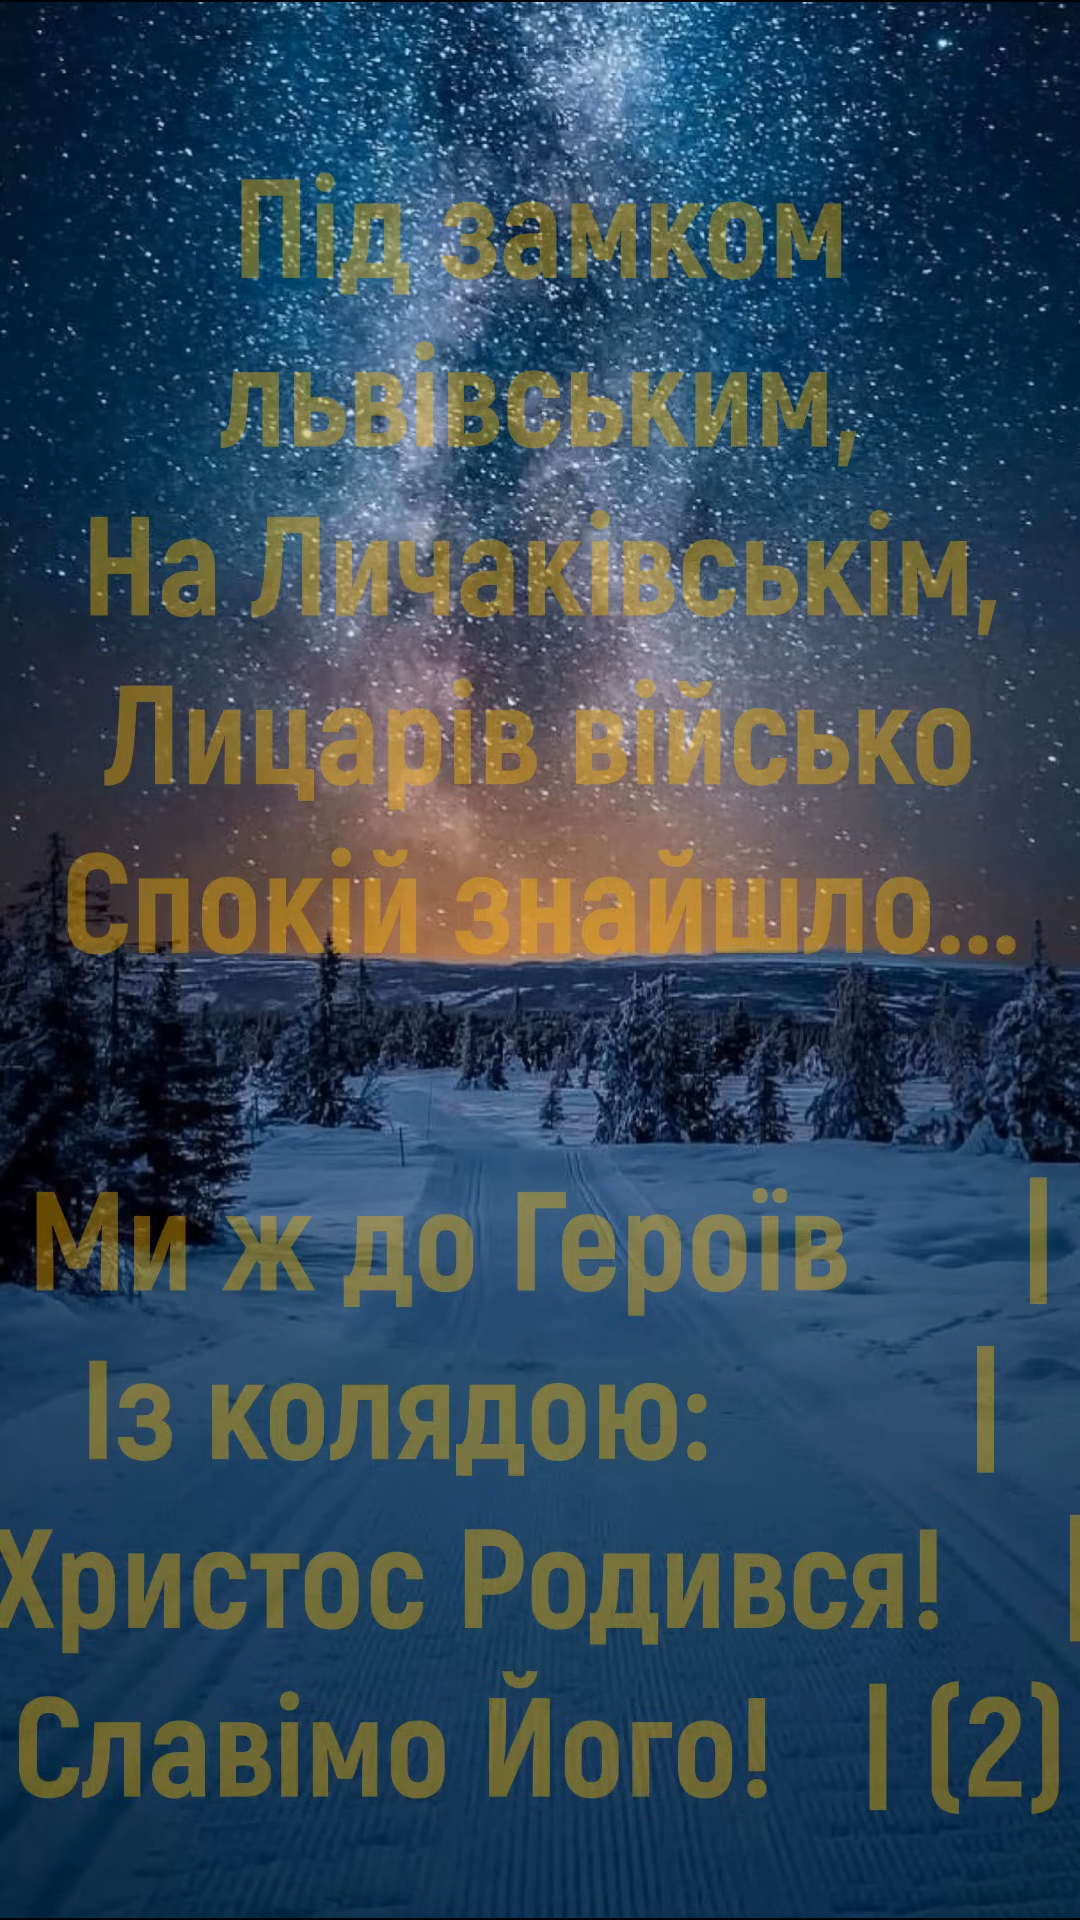 Під замком
львівським,
На Личаківськім,
Лицарів військо
Спокій знайшло...
Ми ж до Героїв |
Із колядою: |
Христос Родився! |
Славімо Його! | (2)